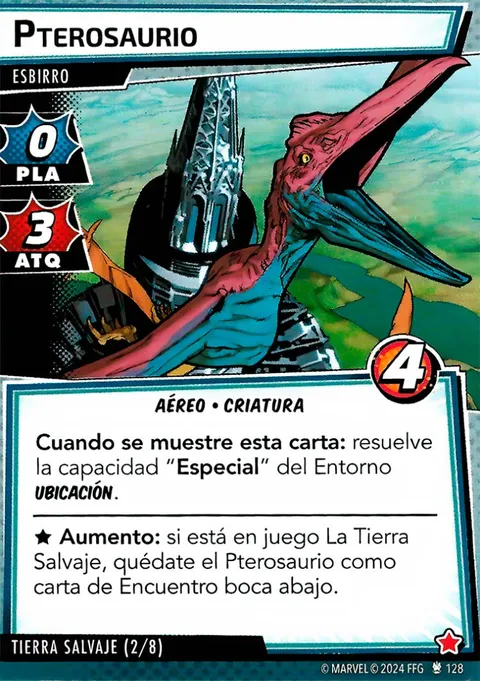 Pterosaurio
ESBIRRO
0
PLA
3
ATQ
4
AÉREO • CRIATURA
Cuando se muestre esta carta: resuelve
la capacidad “Especial” del Entorno
UBICACIÓN.
★ Aumento: si está en juego La Tierra
Salvaje, quédate el Pterosaurio como
carta de Encuentro boca abajo.
TIERRA SALVAJE (2/8)
© MARVEL © 2024 FFG 128